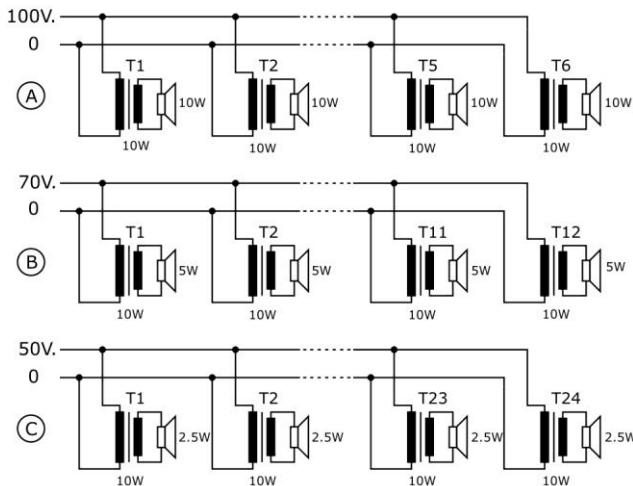 100V.
0
T1 T2 T5 T6
A
10W 10W 10W 10W
10W 10W 10W 10W
70V.
0
T1 T2 T11 T12
B
5W 5W 5W 5W
10W 10W 10W 10W
50V.
0
T1 T2 T23 T24
C
2.5W 2.5W 2.5W 2.5W
10W 10W 10W 10W